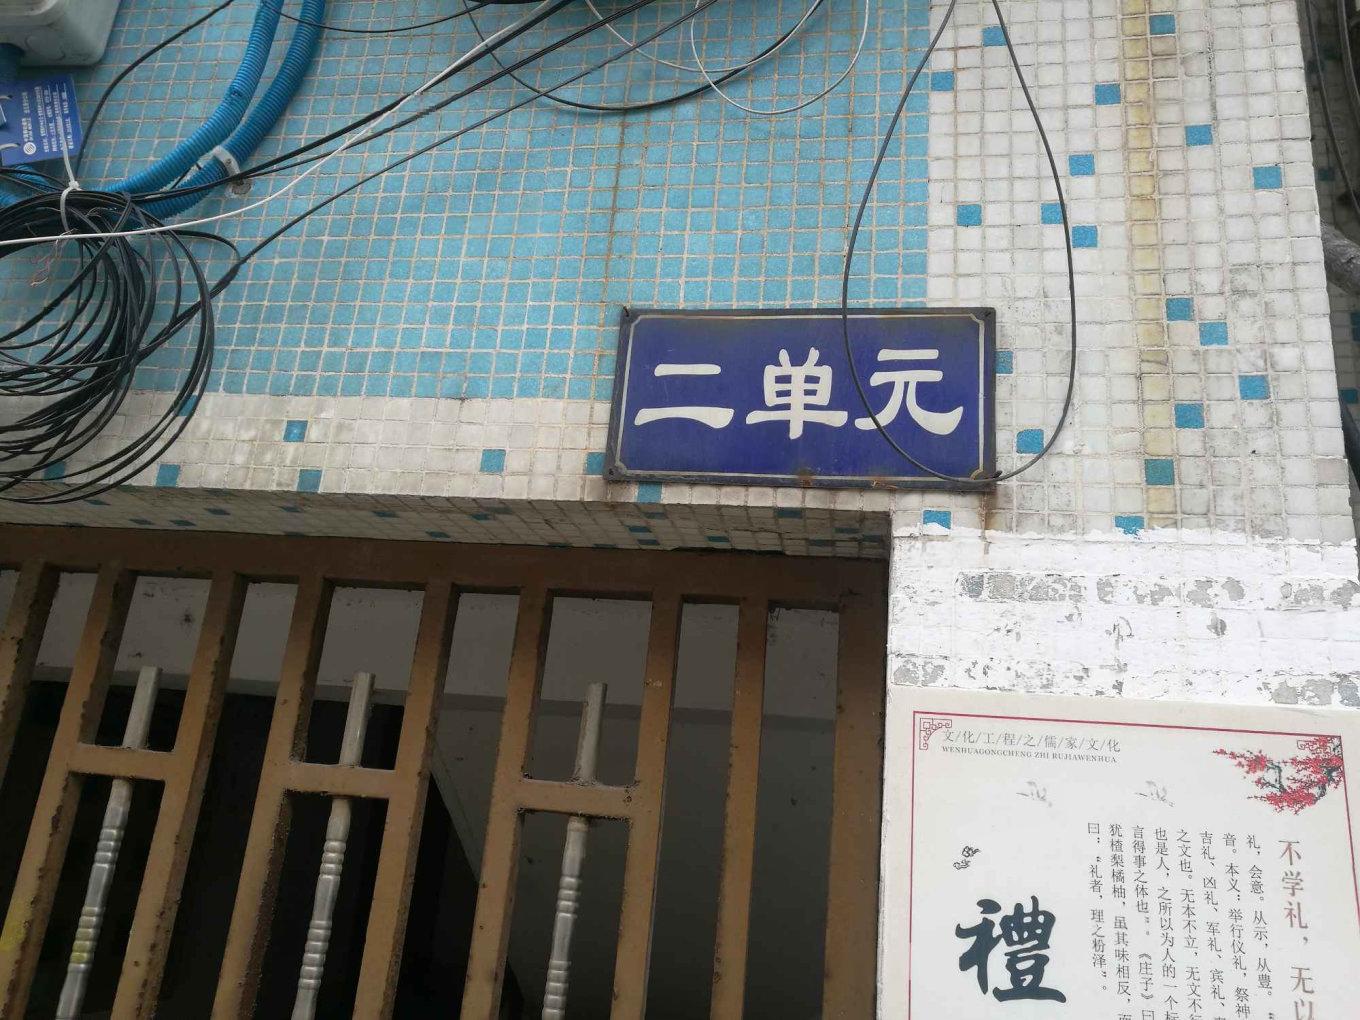 二单元
文/化/工/程/之/儒/家/文/化
WENHUAGONGCHENG ZHI RUJIAWENHUA
不学礼，无以
礼，会意。从示，从豊。“
音。本义：举行仪礼，祭神
吉礼、凶礼、军礼、宾礼、
之文也。无本不立，无文不行
也是人，之所以为人的一个标
言得事之体也”。《庄子》曰
犹楂梨橘柚，虽其味相反，而
曰：“礼者，理之粉泽”。
禮